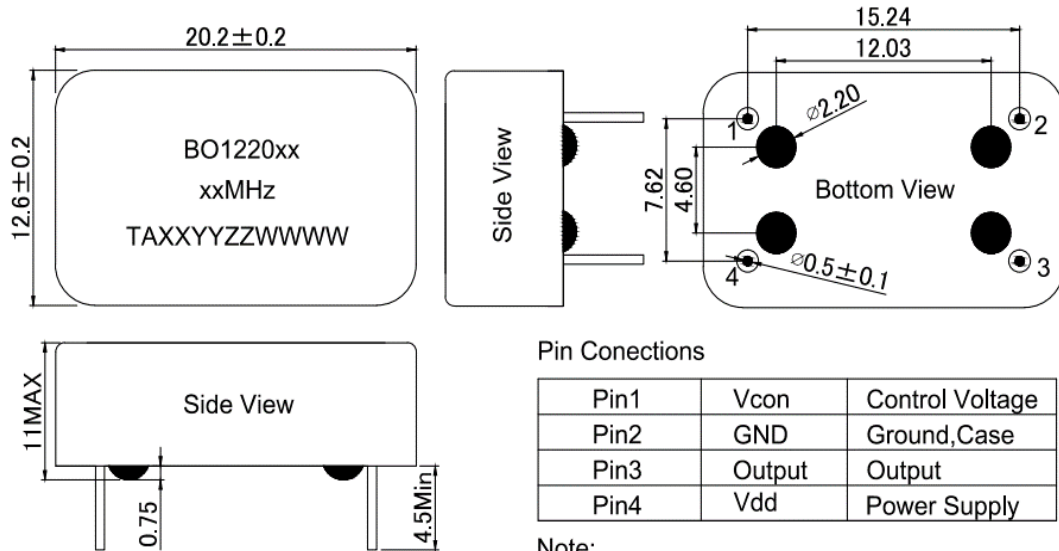 20.2±0.2
12.6±0.2
BO1220xx
xxMHz
TAXXYYZZWWWW
Side View
15.24
12.03
⌀2.20
1
2
7.62
4.60
Bottom View
4
⌀0.5±0.1
3
11MAX
Side View
0.75
4.5Min
Pin Conections
Pin1 Vcon Control Voltage
Pin2 GND Ground,Case
Pin3 Output Output
Pin4 Vdd Power Supply
Note: